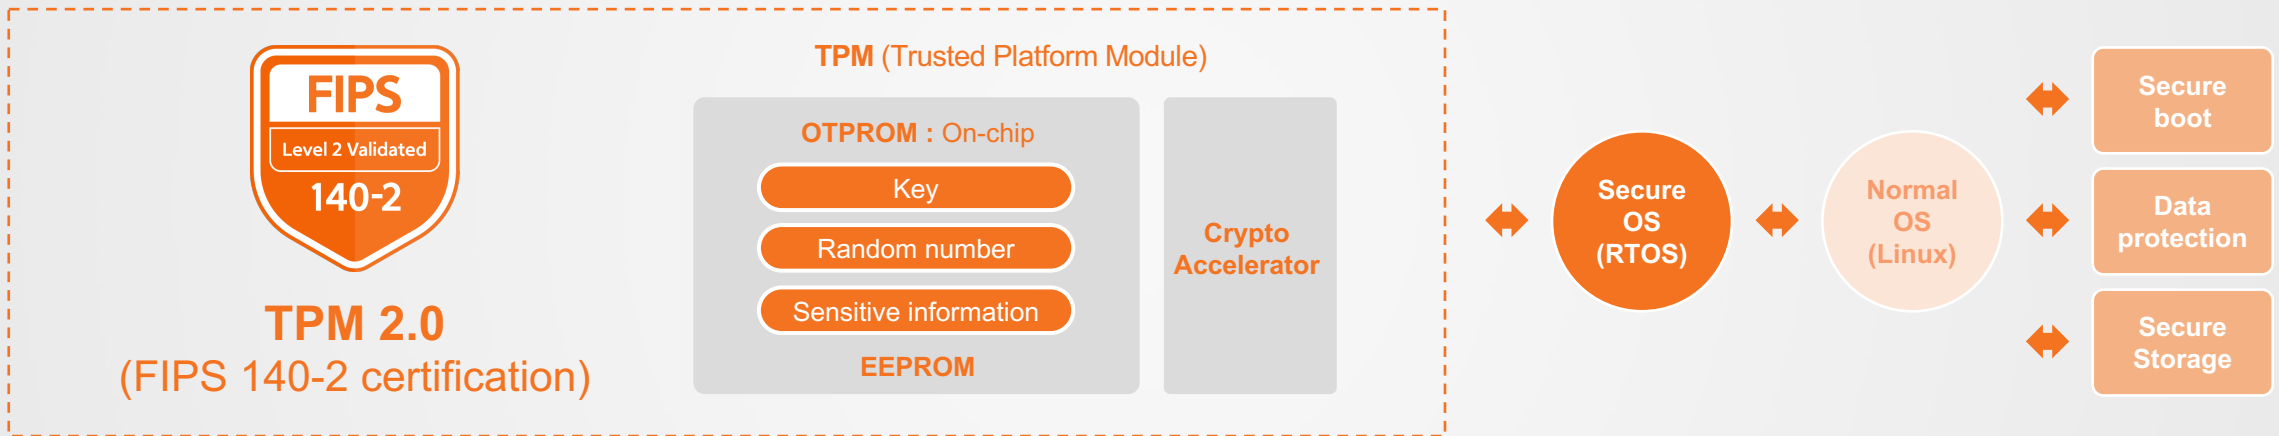 FIPS
Level 2 Validated
140-2
TPM 2.0
(FIPS 140-2 certification)
TPM (Trusted Platform Module)
OTPROM : On-chip
Key
Random number
Sensitive information
EEPROM
Crypto
Accelerator
Secure
OS
(RTOS)
Normal
OS
(Linux)
Secure
boot
Data
protection
Secure
Storage